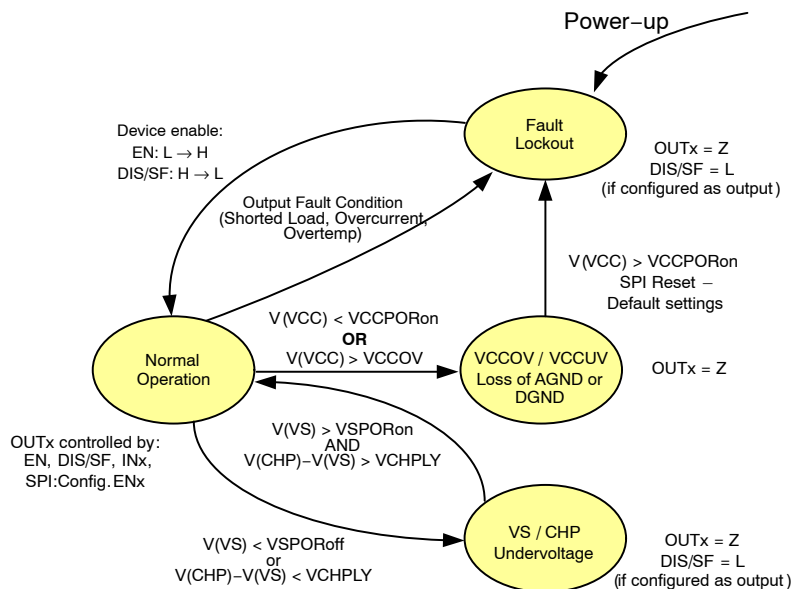 Power−up
Fault
Lockout
OUTx = Z
DIS/SF = L
(if configured as output)
Device enable:
EN: L → H
DIS/SF: H → L
Output Fault Condition
(Shorted Load, Overcurrent,
Overtemp)
V(VCC) > VCCPORon
SPI Reset −
Default settings
V(VCC) < VCCPORon
OR
V(VCC) > VCCOV
Normal
Operation
VCCOV / VCCUV
Loss of AGND or
DGND
OUTx = Z
OUTx controlled by:
EN, DIS/SF, INx,
SPI:Config.ENx
V(VS) > VSPORon
AND
V(CHP)−V(VS) > VCHPLY
V(VS) < VSPORoff
or
V(CHP)−V(VS) < VCHPLY
VS / CHP
Undervoltage
OUTx = Z
DIS/SF = L
(if configured as output)